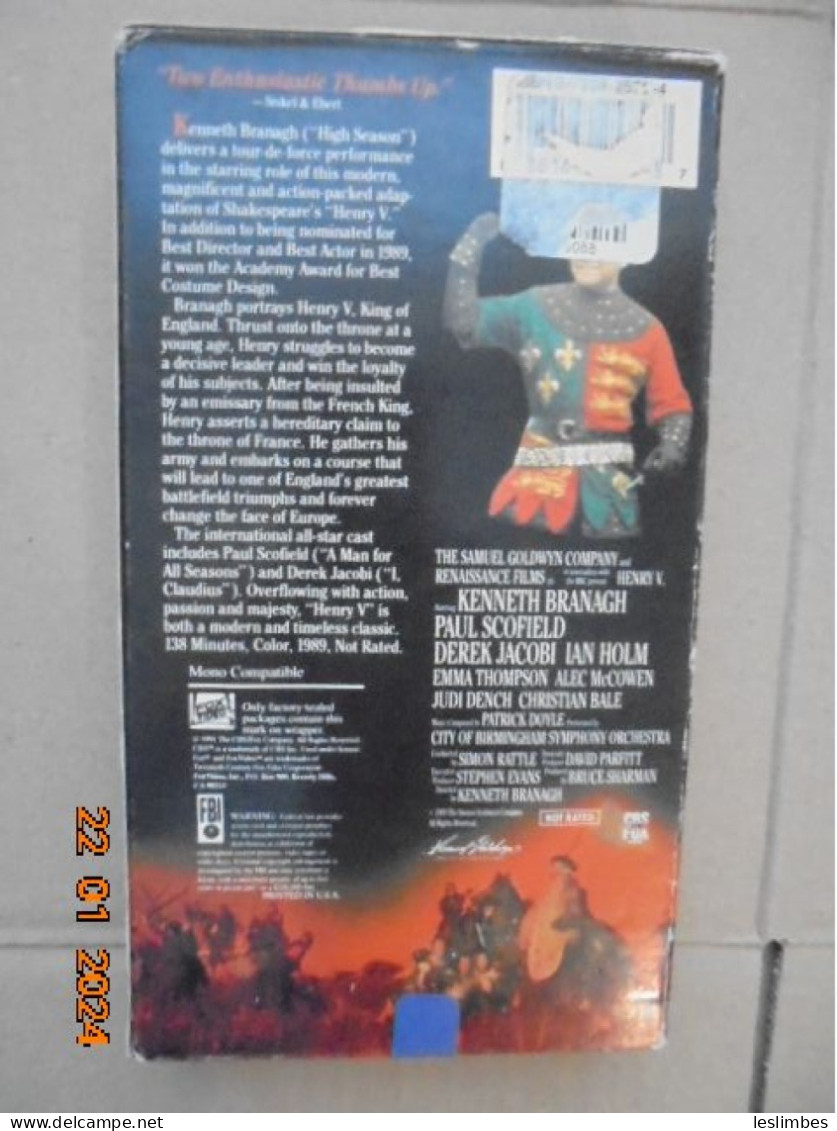 "Two Enthusiastic Thumbs Up."
—Siskel & Ebert
Kenneth Branagh ("High Season")
delivers a tour-de-force performance
in the starring role of this modern,
magnificent and action-packed adap-
tation of Shakespeare's "Henry V."
In addition to being nominated for
Best Director and Best Actor in 1989,
it won the Academy Award for Best
Costume Design.
Branagh portrays Henry V, King of
England. Thrust onto the throne at a
young age, Henry struggles to become
a decisive leader and win the loyalty
of his subjects. After being insulted
by an emissary from the French King,
Henry asserts a hereditary claim to
the throne of France. He gathers his
army and embarks on a course that
will lead to one of England's greatest
battlefield triumphs and forever
change the face of Europe.
The international all-star cast
includes Paul Scofield ("A Man for
All Seasons") and Derek Jacobi ("I,
Claudius"). Overflowing with action,
passion and majesty, "Henry V" is
both a modern and timeless classic.
138 Minutes, Color, 1989, Not Rated.
Mono Compatible
Only factory-sealed
packages contain this
mark on wrapper.
FBI
WARNING:
PRINTED IN U.S.A.
7
THE SAMUEL GOLDWYN COMPANY and
RENAISSANCE FILMS HENRY V.
KENNETH BRANAGH
PAUL SCOFIELD
DEREK JACOBI IAN HOLM
EMMA THOMPSON ALEC McCOWEN
JUDI DENCH CHRISTIAN BALE
PATRICK DOYLE
CITY OF BIRMINGHAM SYMPHONY ORCHESTRA
SIMON RATTLE DAVID PARFITT
STEPHEN EVANS BRUCE SHARMAN
KENNETH BRANAGH
NOT RATED
CBS
FOX
22 01 2024
delcampe.net
leslimbes